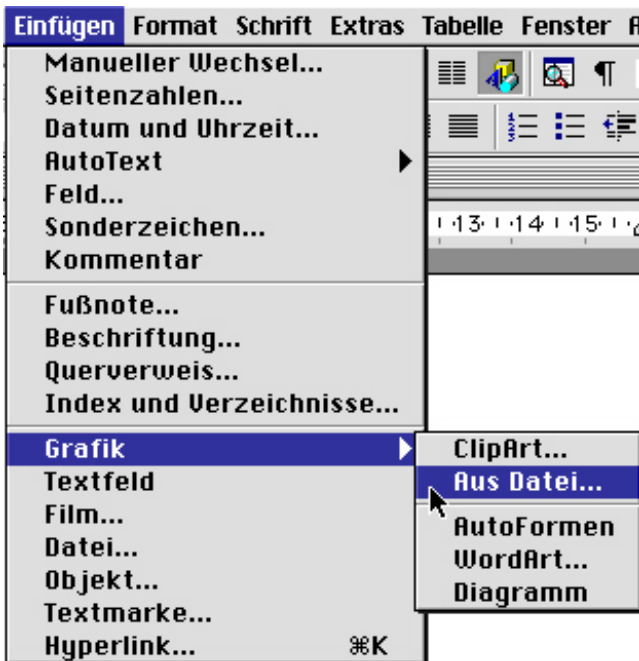 Einfügen Format Schrift Extras Tabelle Fenster
Manueller Wechsel...
Seitenzahlen...
Datum und Uhrzeit...
AutoText
Feld...
Sonderzeichen...
13 14 15
Kommentar
Fußnote...
Beschriftung...
Querverweis...
Index und Verzeichnisse...
Grafik
Textfeld
Film...
Datei...
Objekt...
Textmarke...
Hyperlink... ⌘K
ClipArt...
Aus Datei...
AutoFormen
WordArt...
Diagramm